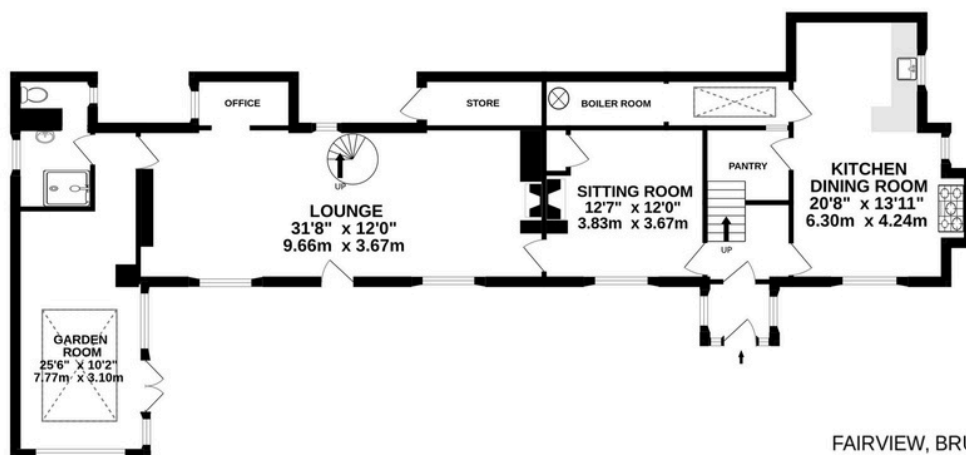 OFFICE
STORE
BOILER ROOM
PANTRY
KITCHEN
DINING ROOM
20'8" x 13'11"
6.30m x 4.24m
SITTING ROOM
12'7" x 12'0"
3.83m x 3.67m
UP
LOUNGE
31'8" x 12'0"
9.66m x 3.67m
UP
GARDEN
ROOM
25'6" x 10'2"
7.77m x 3.10m
FAIRVIEW, BRU